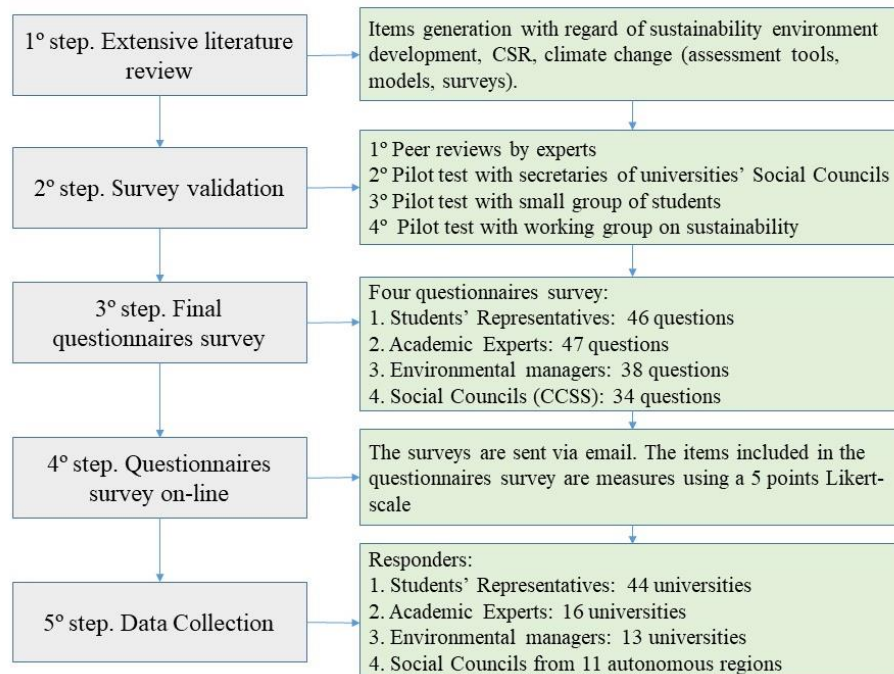 1º step. Extensive literature
review
Items generation with regard of sustainability environment
development, CSR, climate change (assessment tools,
models, surveys).
2º step. Survey validation
1º Peer reviews by experts
2º Pilot test with secretaries of universities’ Social Councils
3º Pilot test with small group of students
4º Pilot test with working group on sustainability
3º step. Final
questionnaires survey
Four questionnaires survey:
1. Students’ Representatives: 46 questions
2. Academic Experts: 47 questions
3. Environmental managers: 38 questions
4. Social Councils (CCSS): 34 questions
4º step. Questionnaires
survey on-line
The surveys are sent via email. The items included in the
questionnaires survey are measures using a 5 points Likert-
scale
5º step. Data Collection
Responders:
1. Students’ Representatives: 44 universities
2. Academic Experts: 16 universities
3. Environmental managers: 13 universities
4. Social Councils from 11 autonomous regions